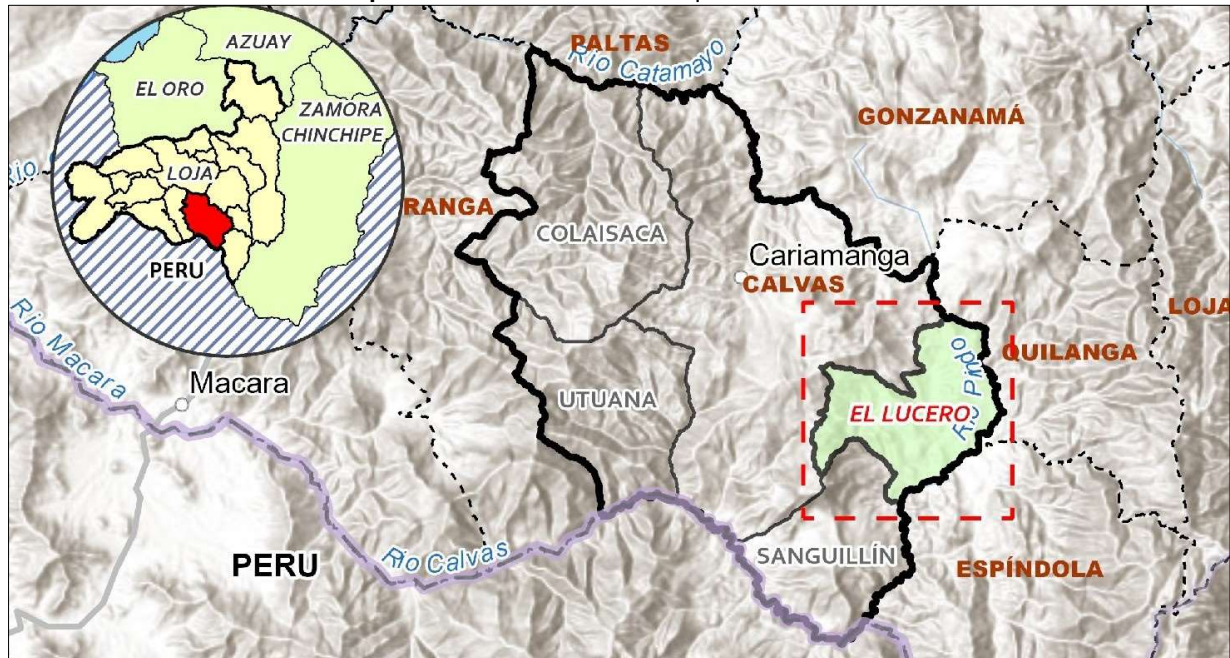 AZUAY
EL ORO
ZAMORA
CHINCHIPE
LOJA
PERU
PALTAS
Río Catamayo
GONZANAMÁ
RANGA
COLAISACA
Cariamanga
CALVAS
LOJA
QUILANGA
Río Pindo
EL LUCERO
Río Macara
Macara
UTUANA
Río Calvas
PERU
SANGUILLÍN
ESPÍNDOLA